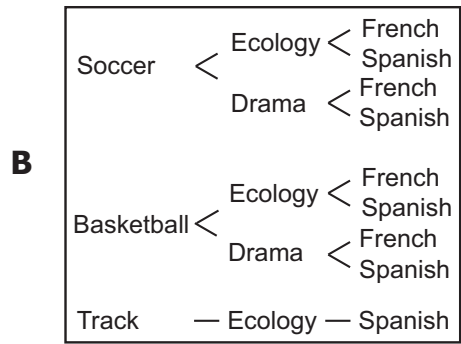 B
Soccer
Ecology
French
Spanish
Drama
French
Spanish
Basketball
Ecology
French
Spanish
Drama
French
Spanish
Track — Ecology — Spanish